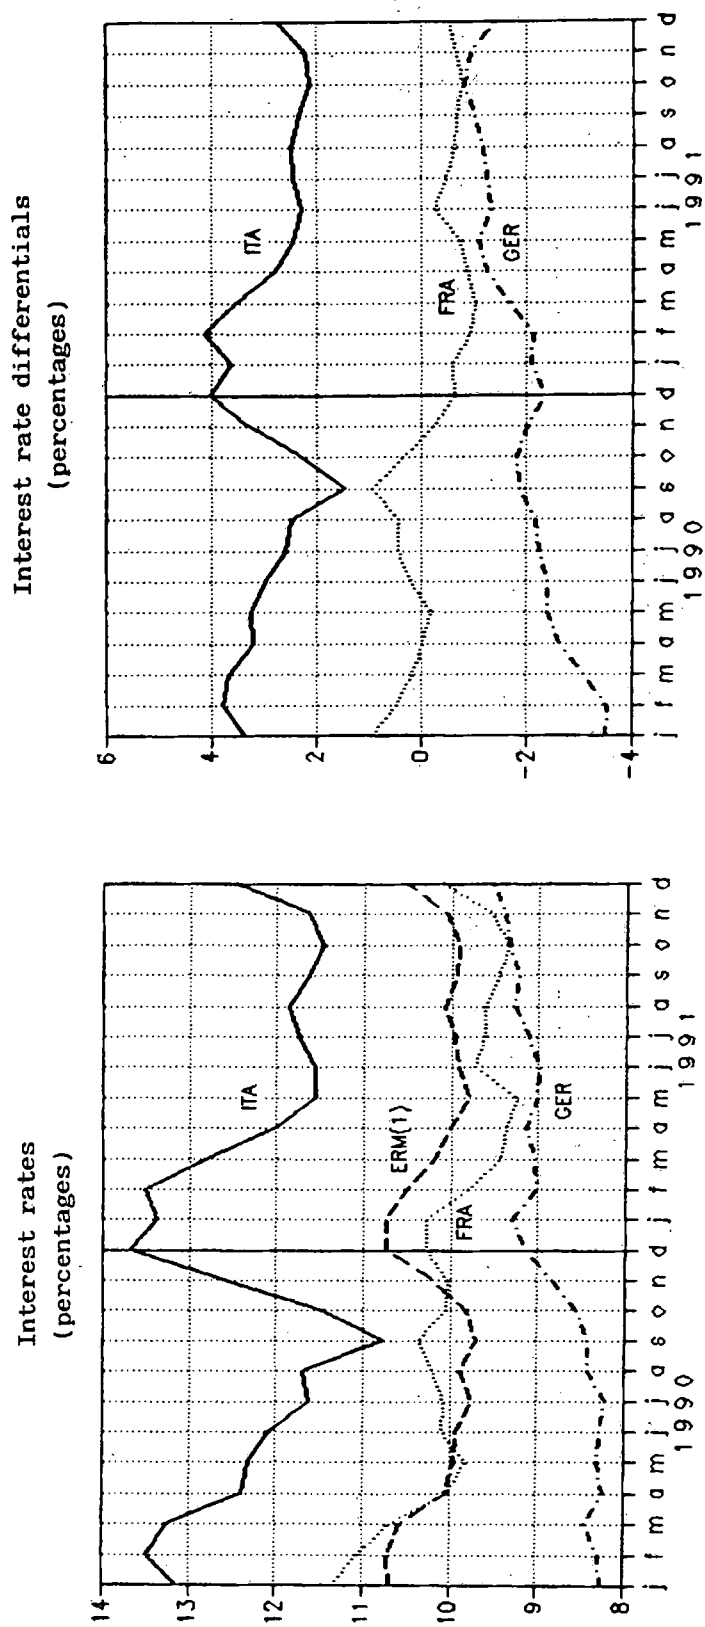 Interest rates
(percentages)
14
13
12
11
10
9
8
ITA
ERM(1)
FRA
GER
j f m a m j j a s o n d j f m a m j j a s o n d
1990 1991
Interest rate differentials
(percentages)
6
4
2
-0
-2
-4
ITA
FRA
GER
j f m a m j j a s o n d j f m a m j j a s o n d
1990 1991